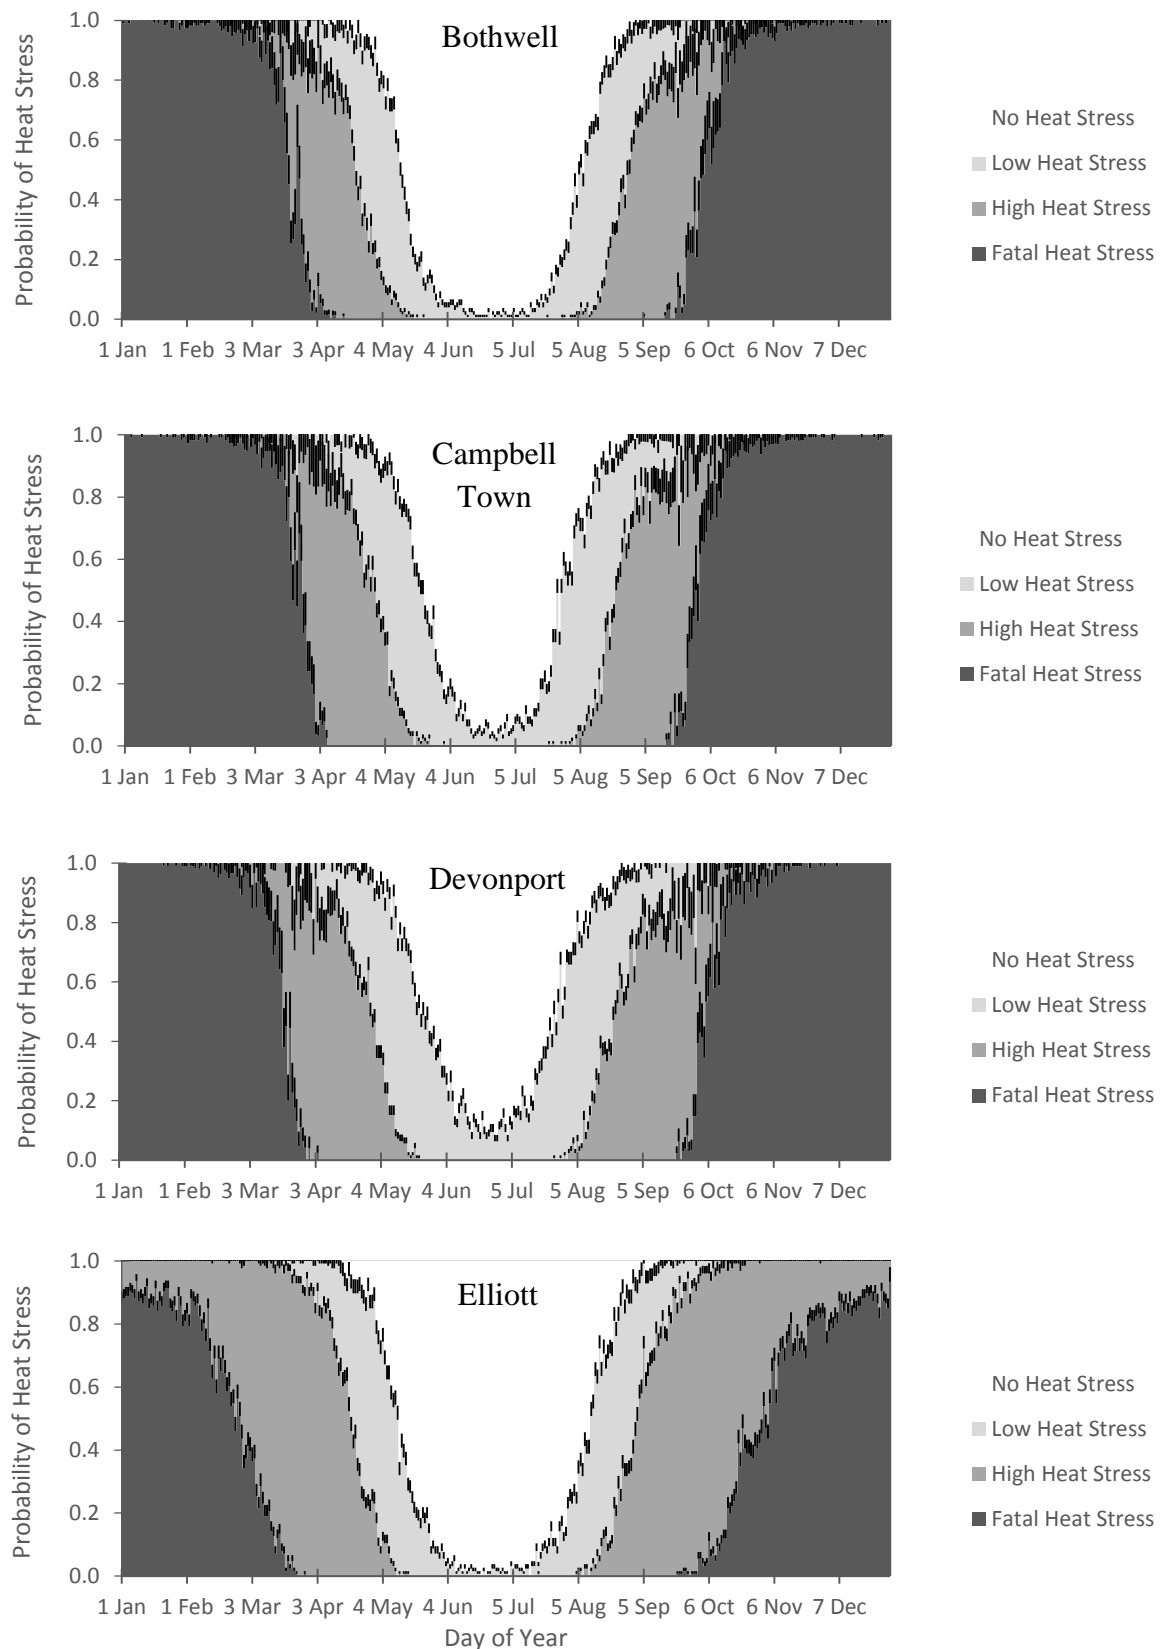 Bothwell
Probability of Heat Stress
1.0
0.8
0.6
0.4
0.2
0.0
1 Jan 1 Feb 3 Mar 3 Apr 4 May 4 Jun 5 Jul 5 Aug 5 Sep 6 Oct 6 Nov 7 Dec
No Heat Stress
Low Heat Stress
High Heat Stress
Fatal Heat Stress
Campbell
Town
Probability of Heat Stress
1.0
0.8
0.6
0.4
0.2
0.0
1 Jan 1 Feb 3 Mar 3 Apr 4 May 4 Jun 5 Jul 5 Aug 5 Sep 6 Oct 6 Nov 7 Dec
No Heat Stress
Low Heat Stress
High Heat Stress
Fatal Heat Stress
Devonport
Probability of Heat Stress
1.0
0.8
0.6
0.4
0.2
0.0
1 Jan 1 Feb 3 Mar 3 Apr 4 May 4 Jun 5 Jul 5 Aug 5 Sep 6 Oct 6 Nov 7 Dec
No Heat Stress
Low Heat Stress
High Heat Stress
Fatal Heat Stress
Elliott
Probability of Heat Stress
1.0
0.8
0.6
0.4
0.2
0.0
1 Jan 1 Feb 3 Mar 3 Apr 4 May 4 Jun 5 Jul 5 Aug 5 Sep 6 Oct 6 Nov 7 Dec
Day of Year
No Heat Stress
Low Heat Stress
High Heat Stress
Fatal Heat Stress